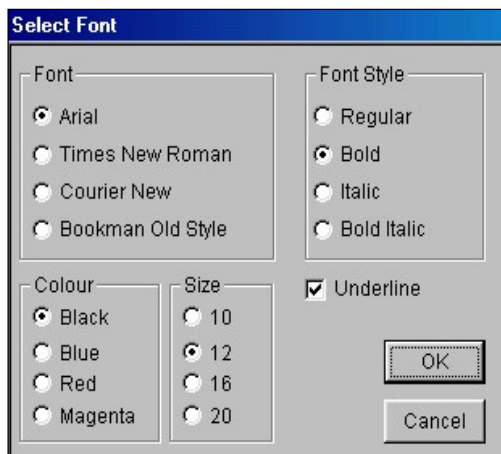 Select Font
Font
Arial
Times New Roman
Courier New
Bookman Old Style
Font Style
Regular
Bold
Italic
Bold Italic
Colour
Black
Blue
Red
Magenta
Size
10
12
16
20
Underline
OK
Cancel